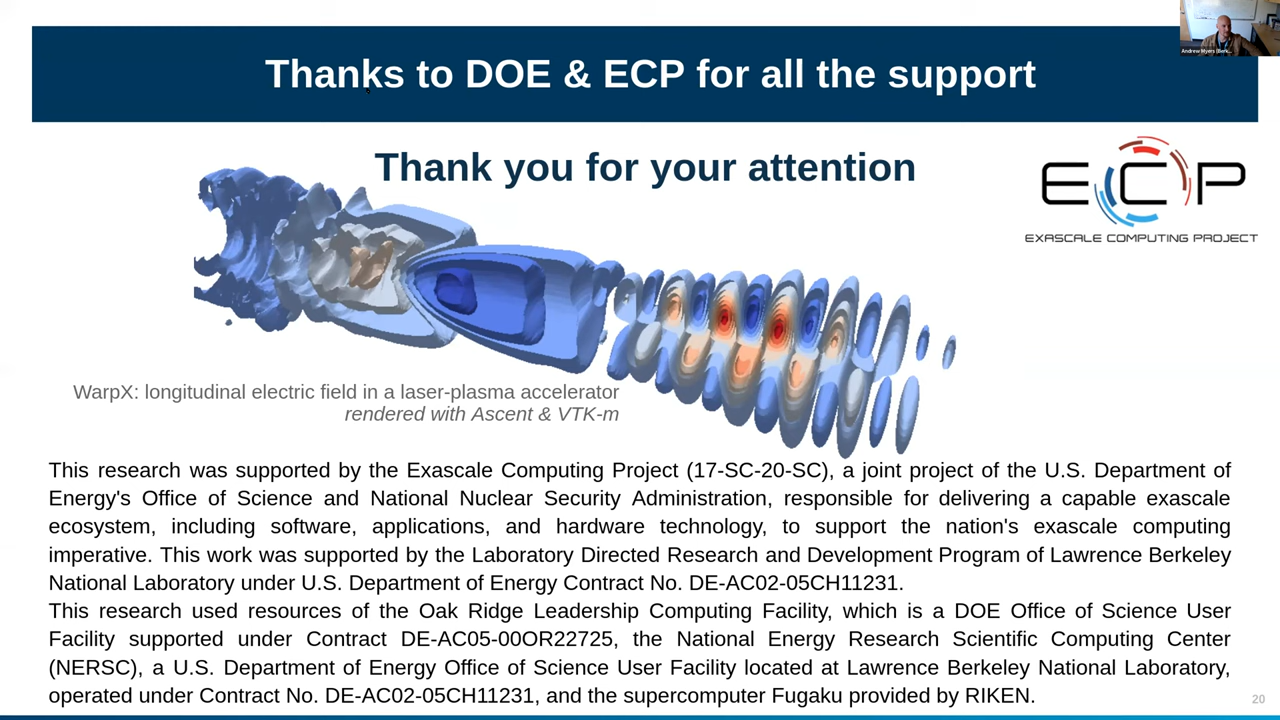 Thanks to DOE & ECP for all the support
Andrew Myers (Berk...
Thank you for your attention
ECP
EXASCALE COMPUTING PROJECT
WarpX: longitudinal electric field in a laser-plasma accelerator
rendered with Ascent & VTK-m
This research was supported by the Exascale Computing Project (17-SC-20-SC), a joint project of the U.S. Department of
Energy's Office of Science and National Nuclear Security Administration, responsible for delivering a capable exascale
ecosystem, including software, applications, and hardware technology, to support the nation's exascale computing
imperative. This work was supported by the Laboratory Directed Research and Development Program of Lawrence Berkeley
National Laboratory under U.S. Department of Energy Contract No. DE-AC02-05CH11231.
This research used resources of the Oak Ridge Leadership Computing Facility, which is a DOE Office of Science User
Facility supported under Contract DE-AC05-00OR22725, the National Energy Research Scientific Computing Center
(NERSC), a U.S. Department of Energy Office of Science User Facility located at Lawrence Berkeley National Laboratory,
operated under Contract No. DE-AC02-05CH11231, and the supercomputer Fugaku provided by RIKEN.
20